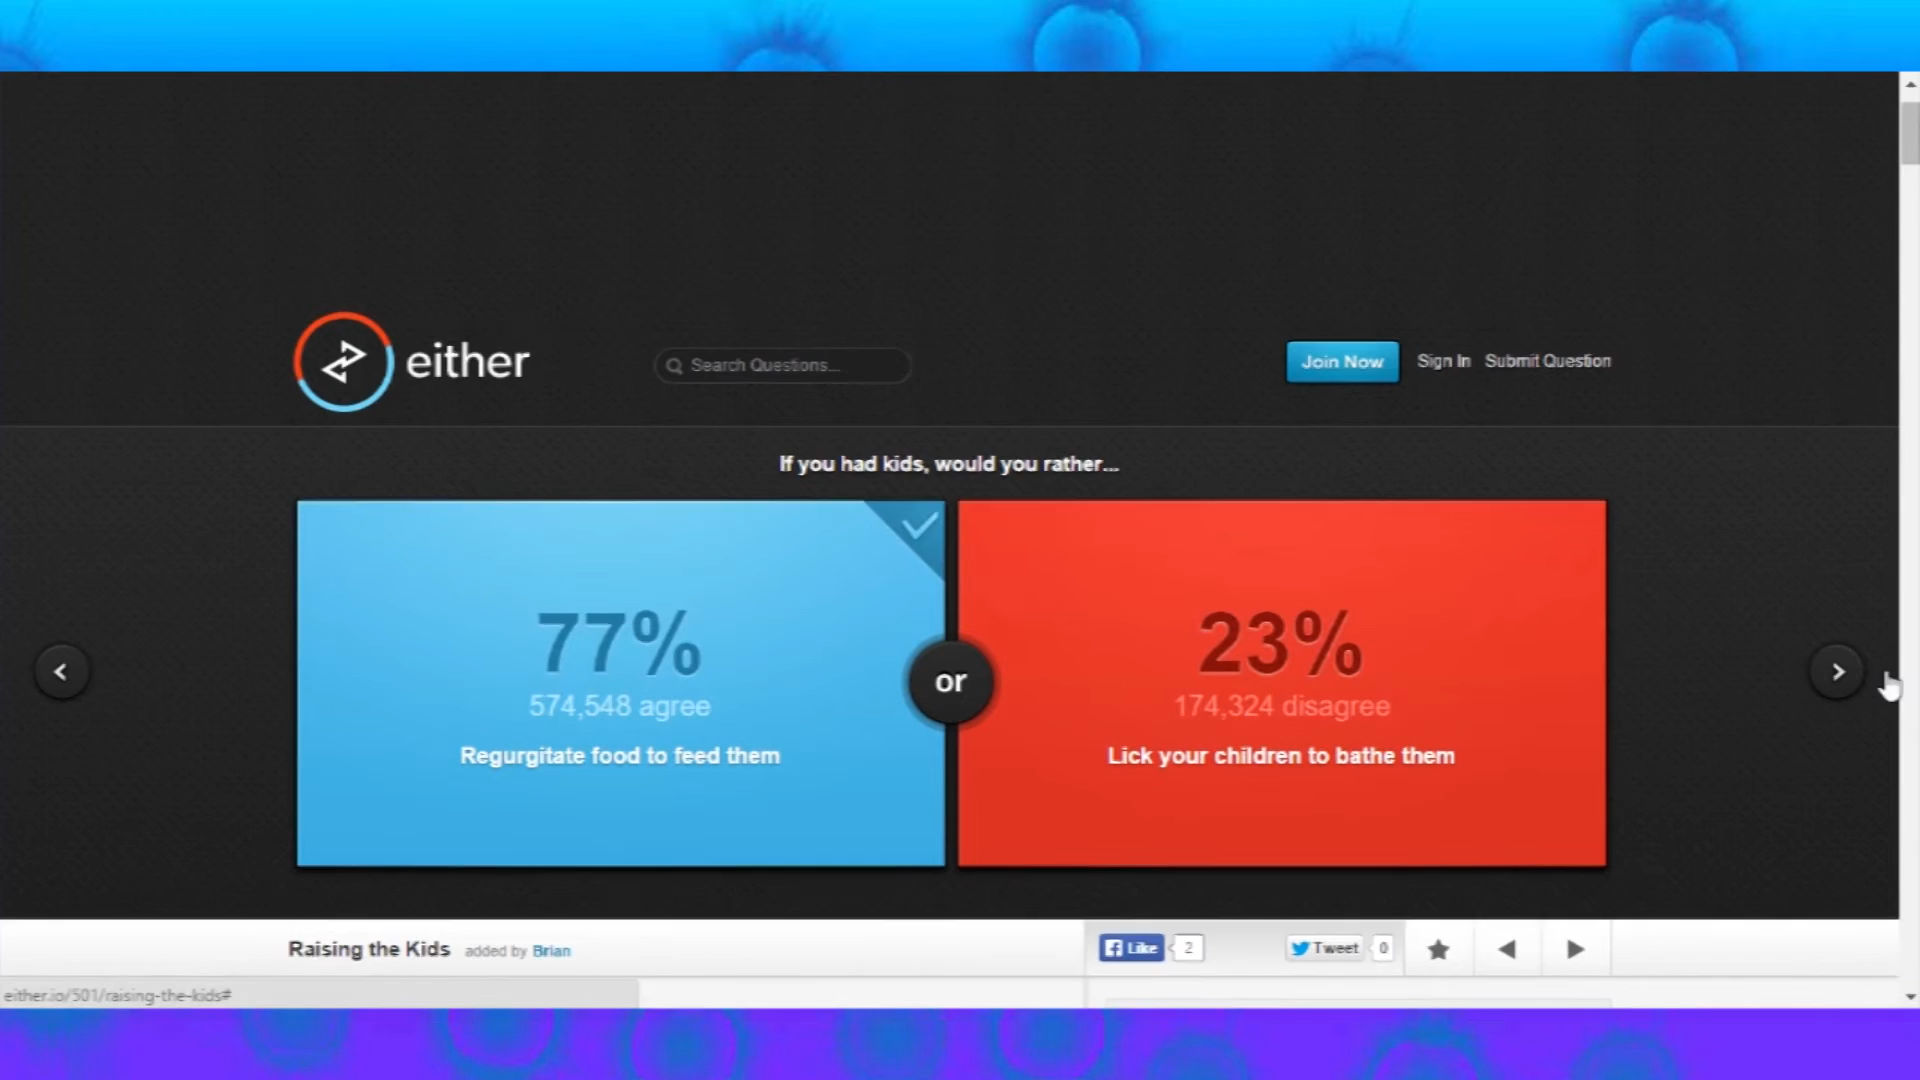 either
Search Questions...
Join Now
Sign In
Submit Question
If you had kids, would you rather...
77%
574,548 agree
Regurgitate food to feed them
or
23%
174,324 disagree
Lick your children to bathe them
Raising the Kids added by Brian
Like 2
Tweet 0
either.io/501/raising-the-kids#